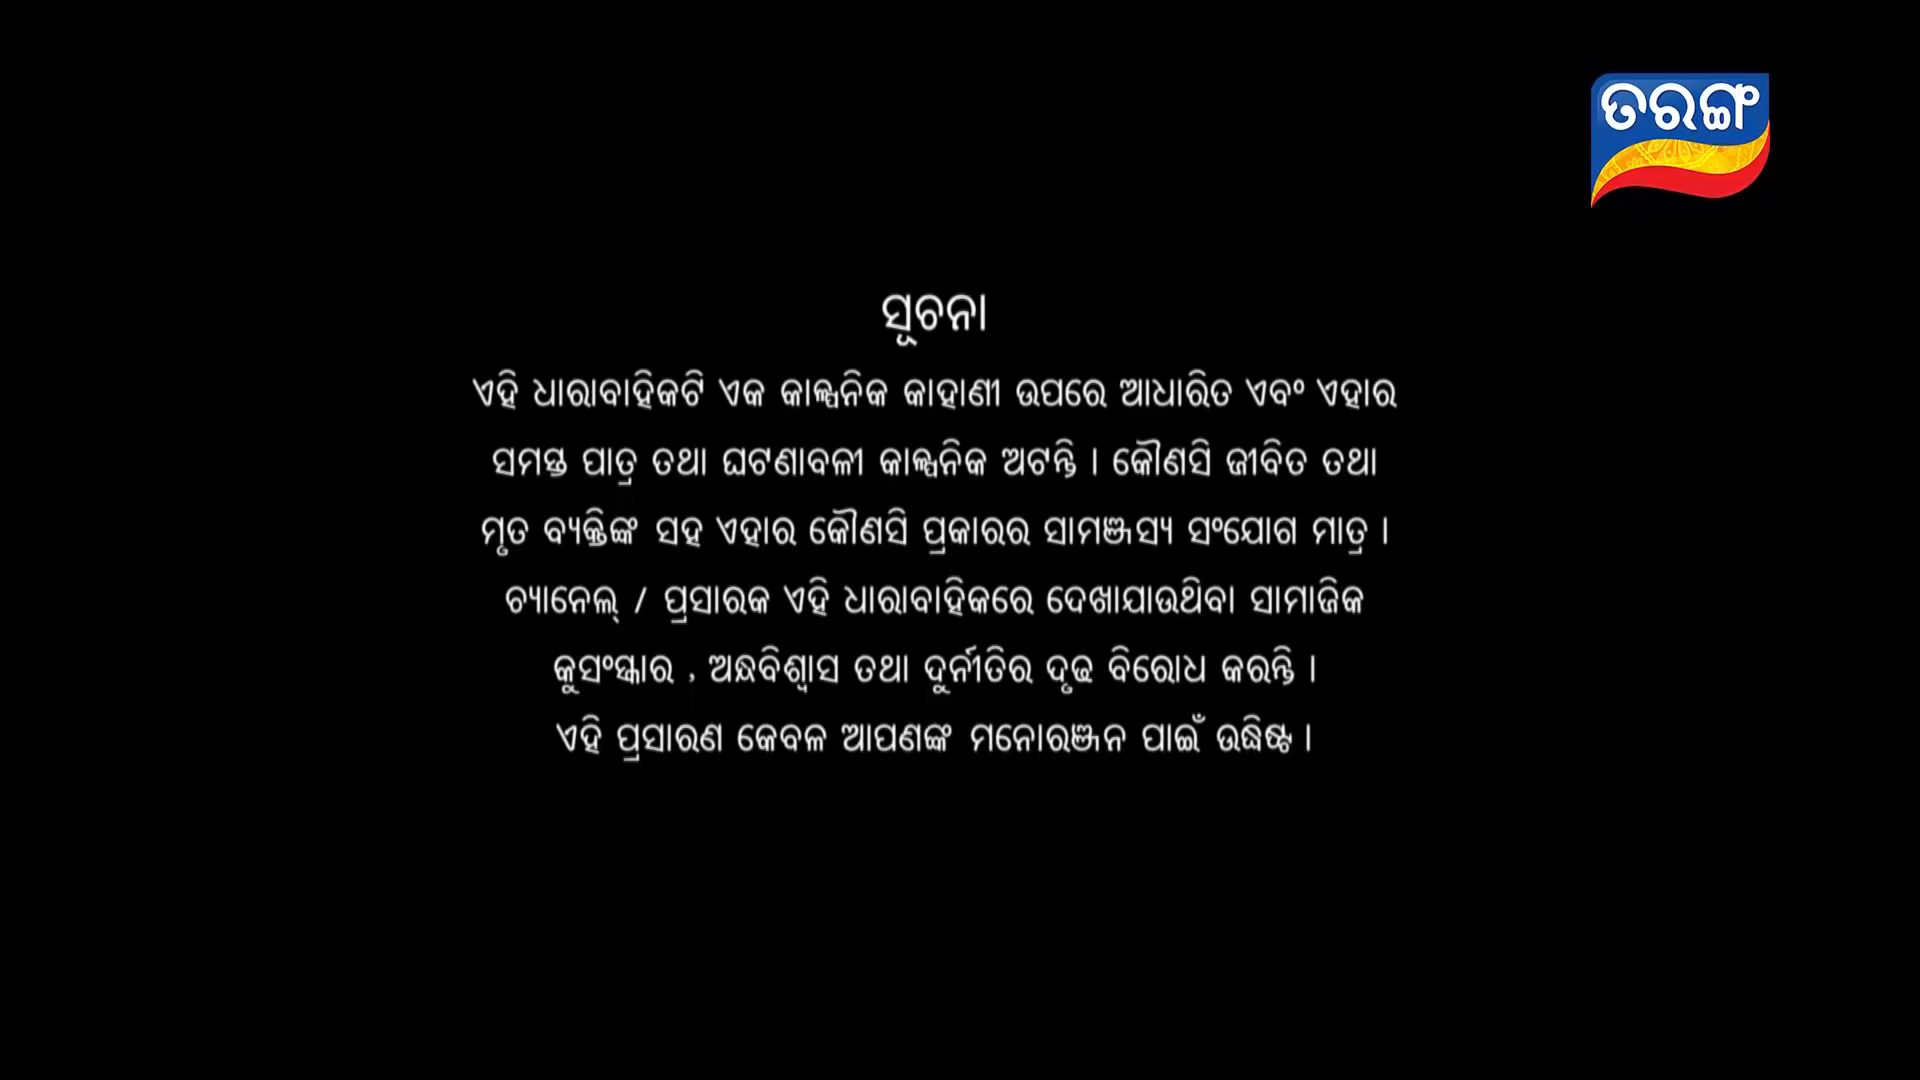 ତରଙ୍ଗ
ସୂଚନା
ଏହି ଧାରାବାହିକଟି ଏକ କାଳ୍ପନିକ କାହାଣୀ ଉପରେ ଆଧାରିତ ଏବଂ ଏହାର
ସମସ୍ତ ପାତ୍ର ତଥା ଘଟଣାବଳୀ କାଳ୍ପନିକ ଅଟନ୍ତି । କୌଣସି ଜୀବିତ ତଥା
ମୃତ ବ୍ୟକ୍ତିଙ୍କ ସହ ଏହାର କୌଣସି ପ୍ରକାରର ସାମଞ୍ଜସ୍ୟ ସଂଯୋଗ ମାତ୍ର ।
ଚ୍ୟାନେଲ୍ / ପ୍ରସାରକ ଏହି ଧାରାବାହିକରେ ଦେଖାଯାଉଥିବା ସାମାଜିକ
କୁସଂସ୍କାର , ଅନ୍ଧବିଶ୍ୱାସ ତଥା ଦୁର୍ନୀତିର ଦୃଢ ବିରୋଧ କରନ୍ତି ।
ଏହି ପ୍ରସାରଣ କେବଳ ଆପଣଙ୍କ ମନୋରଞ୍ଜନ ପାଇଁ ଉଦ୍ଧିଷ୍ଟ ।